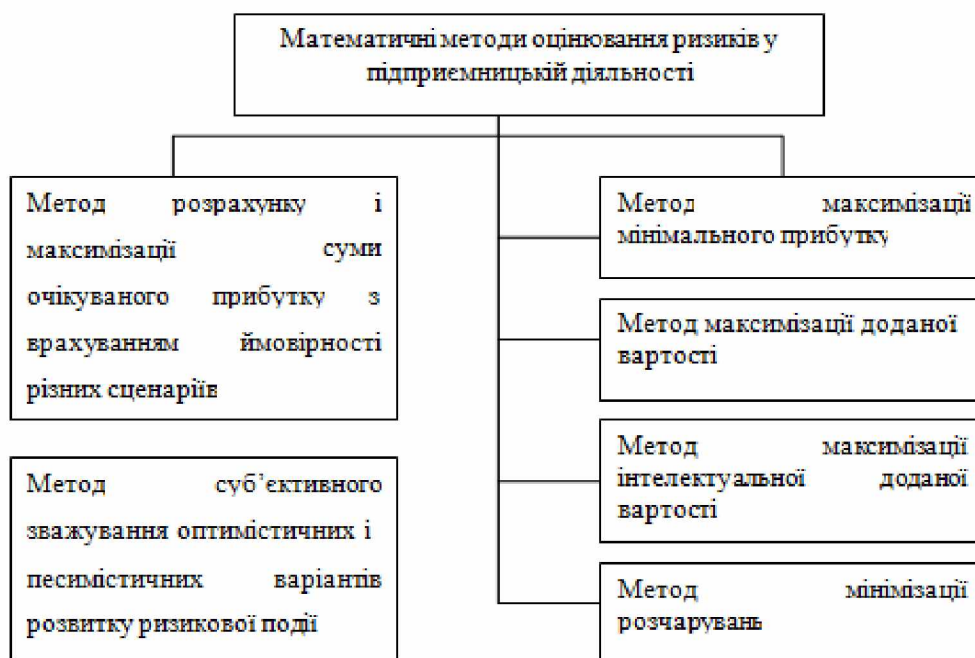 Математичні методи оцінювання ризиків у
підприємницькій діяльності
Метод розрахунку і
максимізації суми
очікуваного прибутку з
врахуванням ймовірності
різних сценаріїв
Метод суб’єктивного
зважування оптимістичних і
песимістичних варіантів
розвитку ризикової події
Метод максимізації
мінімального прибутку
Метод максимізації доданої
вартості
Метод максимізації
інтелектуальної доданої
вартості
Метод мінімізації
розчарувань